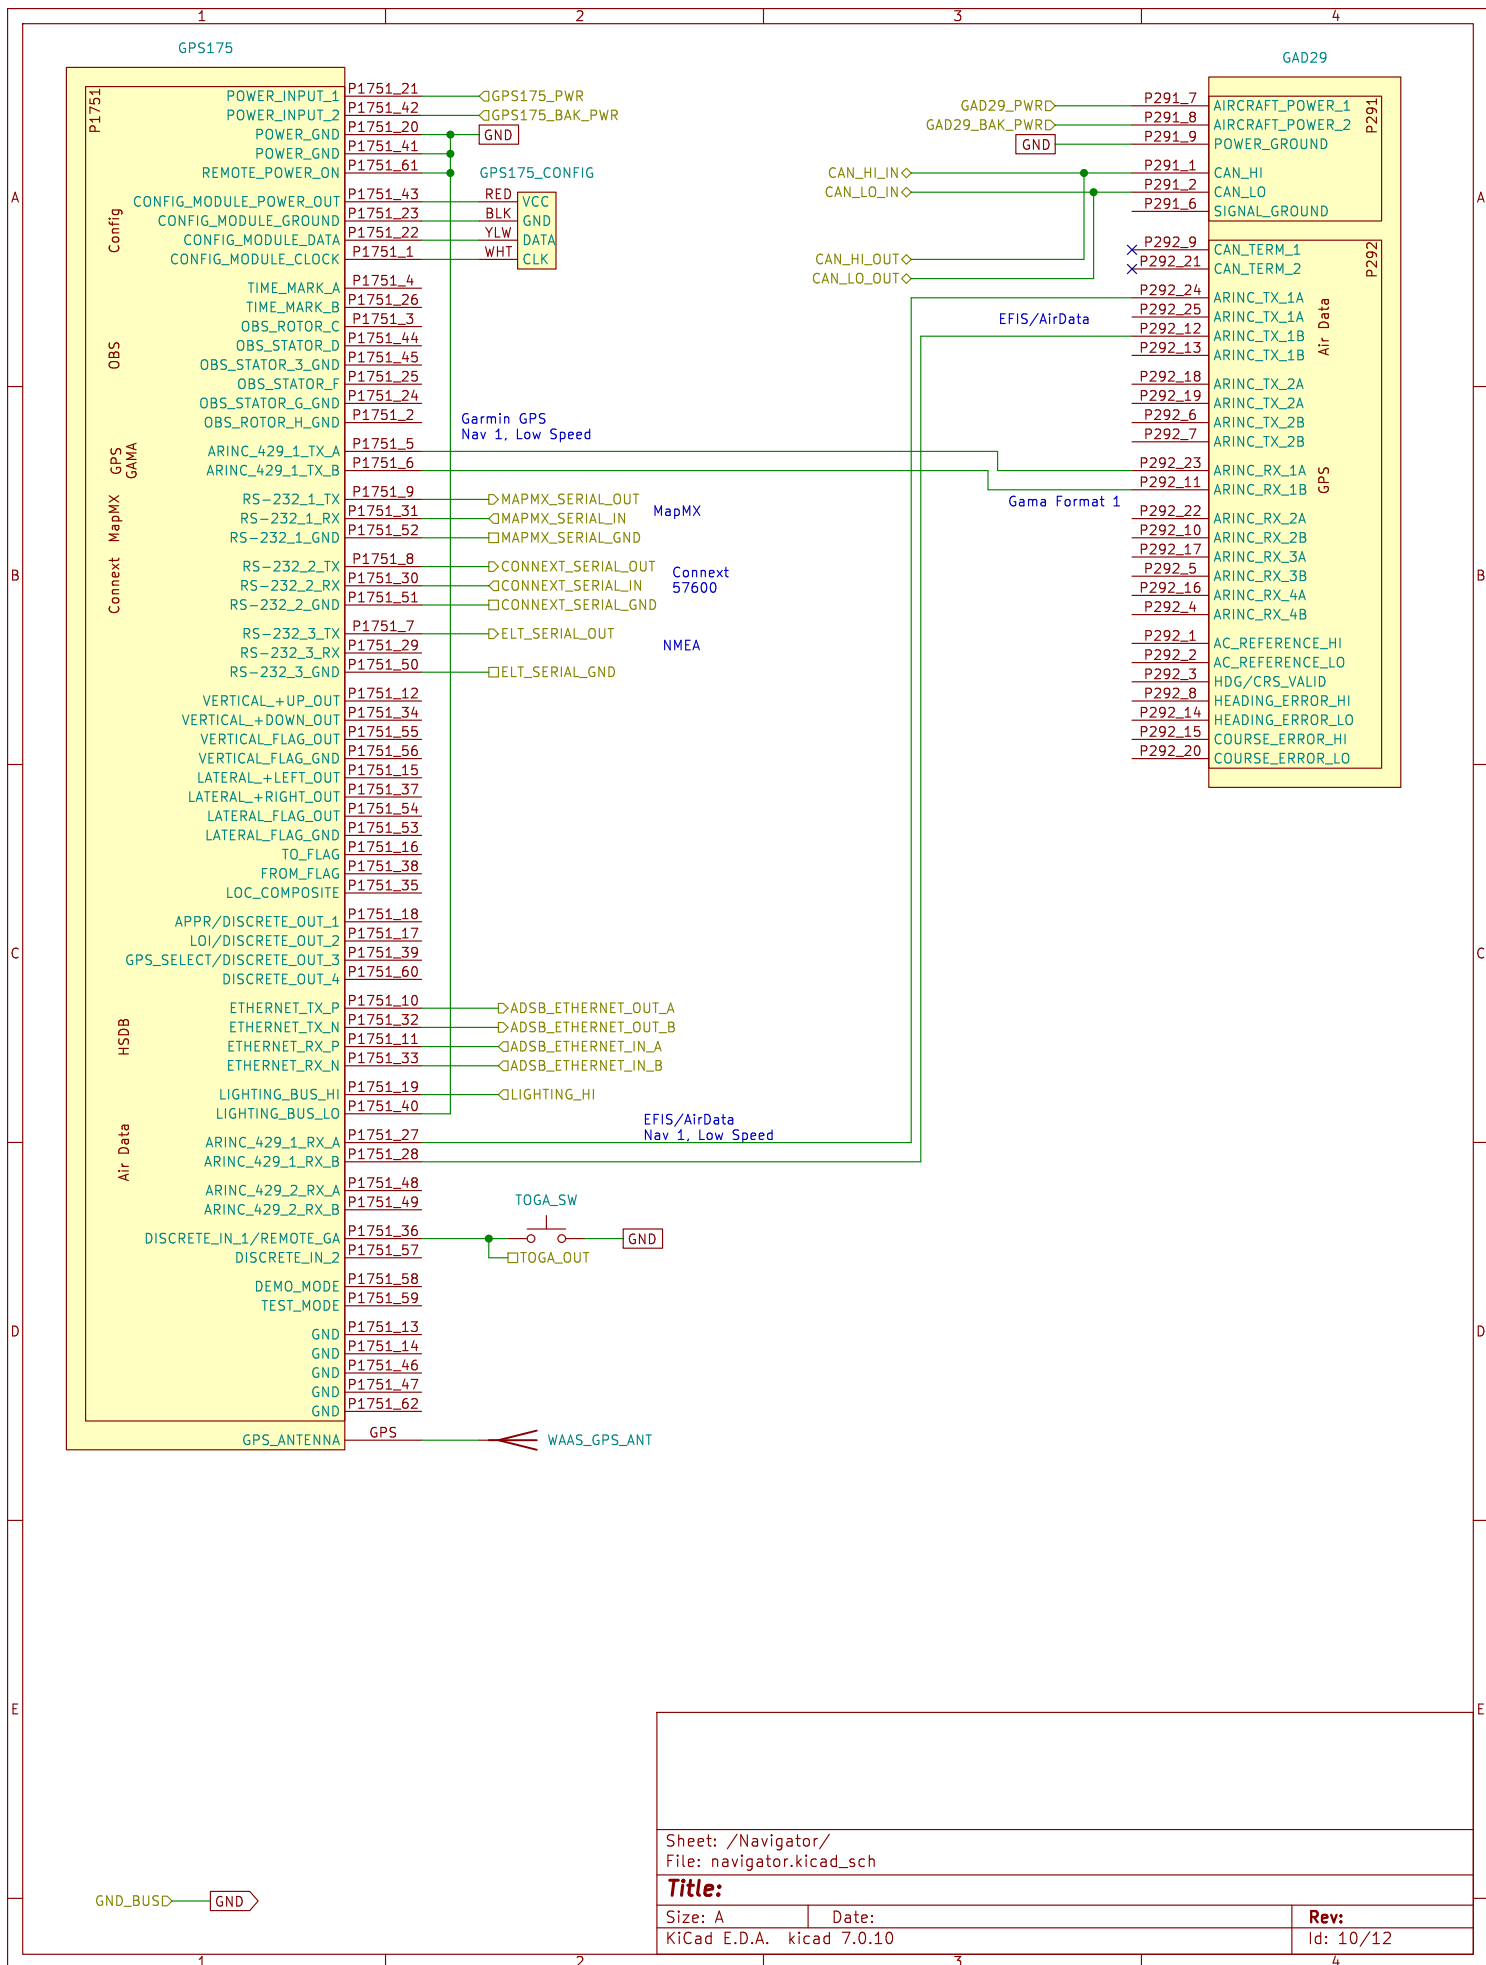 1 2 3 4
GPS175
P1751
POWER_INPUT_1 P1751_21 GPS175_PWR
POWER_INPUT_2 P1751_42 GPS175_BAK_PWR
POWER_GND P1751_20 GND
POWER_GND P1751_41
REMOTE_POWER_ON P1751_61
GPS175_CONFIG
A
Config
CONFIG_MODULE_POWER_OUT P1751_43 RED VCC
CONFIG_MODULE_GROUND P1751_23 BLK GND
CONFIG_MODULE_DATA P1751_22 YLW DATA
CONFIG_MODULE_CLOCK P1751_1 WHT CLK
TIME_MARK_A P1751_4
TIME_MARK_B P1751_26
OBS
OBS_ROTOR_C P1751_3
OBS_STATOR_D P1751_44
OBS_STATOR_3_GND P1751_45
OBS_STATOR_F P1751_25
OBS_STATOR_G_GND P1751_24
OBS_ROTOR_H_GND P1751_2
Garmin GPS
Nav 1, Low Speed
GPS
GAMA
ARINC_429_1_TX_A P1751_5
ARINC_429_1_TX_B P1751_6
MapMX
RS-232_1_TX P1751_9 MAPMX_SERIAL_OUT
RS-232_1_RX P1751_31 MAPMX_SERIAL_IN
RS-232_1_GND P1751_52 MAPMX_SERIAL_GND
MapMX
B
Connext
RS-232_2_TX P1751_8 CONNEXT_SERIAL_OUT
RS-232_2_RX P1751_30 CONNEXT_SERIAL_IN
RS-232_2_GND P1751_51 CONNEXT_SERIAL_GND
Connext
57600
RS-232_3_TX P1751_7 ELT_SERIAL_OUT
RS-232_3_RX P1751_29
RS-232_3_GND P1751_50 ELT_SERIAL_GND
NMEA
VERTICAL_+UP_OUT P1751_12
VERTICAL_+DOWN_OUT P1751_34
VERTICAL_FLAG_OUT P1751_55
VERTICAL_FLAG_GND P1751_56
LATERAL_+LEFT_OUT P1751_15
LATERAL_+RIGHT_OUT P1751_37
LATERAL_FLAG_OUT P1751_54
LATERAL_FLAG_GND P1751_53
TO_FLAG P1751_16
FROM_FLAG P1751_38
LOC_COMPOSITE P1751_35
APPR/DISCRETE_OUT_1 P1751_18
LOI/DISCRETE_OUT_2 P1751_17
C
GPS_SELECT/DISCRETE_OUT_3 P1751_39
DISCRETE_OUT_4 P1751_60
HSDB
ETHERNET_TX_P P1751_10 ADSB_ETHERNET_OUT_A
ETHERNET_TX_N P1751_32 ADSB_ETHERNET_OUT_B
ETHERNET_RX_P P1751_11 ADSB_ETHERNET_IN_A
ETHERNET_RX_N P1751_33 ADSB_ETHERNET_IN_B
LIGHTING_BUS_HI P1751_19 LIGHTING_HI
LIGHTING_BUS_LO P1751_40
EFIS/AirData
Nav 1, Low Speed
Air Data
ARINC_429_1_RX_A P1751_27
ARINC_429_1_RX_B P1751_28
ARINC_429_2_RX_A P1751_48
ARINC_429_2_RX_B P1751_49
TOGA_SW
DISCRETE_IN_1/REMOTE_GA P1751_36 GND
DISCRETE_IN_2 P1751_57 TOGA_OUT
DEMO_MODE P1751_58
TEST_MODE P1751_59
D
GND P1751_13
GND P1751_14
GND P1751_46
GND P1751_47
GND P1751_62
GPS_ANTENNA GPS WAAS_GPS_ANT
E
GND_BUS GND
GAD29
P291
GAD29_PWR P291_7 AIRCRAFT_POWER_1
GAD29_BAK_PWR P291_8 AIRCRAFT_POWER_2
GND P291_9 POWER_GROUND
CAN_HI_IN P291_1 CAN_HI
CAN_LO_IN P291_2 CAN_LO
P291_6 SIGNAL_GROUND
A
P292
P292_9 CAN_TERM_1
CAN_HI_OUT
P292_21 CAN_TERM_2
CAN_LO_OUT
P292_24 ARINC_TX_1A
EFIS/AirData
P292_25 ARINC_TX_1A
P292_12 ARINC_TX_1B
P292_13 ARINC_TX_1B
Air Data
P292_18 ARINC_TX_2A
P292_19 ARINC_TX_2A
P292_6 ARINC_TX_2B
P292_7 ARINC_TX_2B
P292_23 ARINC_RX_1A
P292_11 ARINC_RX_1B
GPS
Gama Format 1
P292_22 ARINC_RX_2A
P292_10 ARINC_RX_2B
P292_17 ARINC_RX_3A
P292_5 ARINC_RX_3B
P292_16 ARINC_RX_4A
P292_4 ARINC_RX_4B
B
P292_1 AC_REFERENCE_HI
P292_2 AC_REFERENCE_LO
P292_3 HDG/CRS_VALID
P292_8 HEADING_ERROR_HI
P292_14 HEADING_ERROR_LO
P292_15 COURSE_ERROR_HI
P292_20 COURSE_ERROR_LO
C
D
E
Sheet: /Navigator/
File: navigator.kicad_sch
Title:
Size: A Date: Rev:
KiCad E.D.A. kicad 7.0.10 Id: 10/12
1 2 3 4